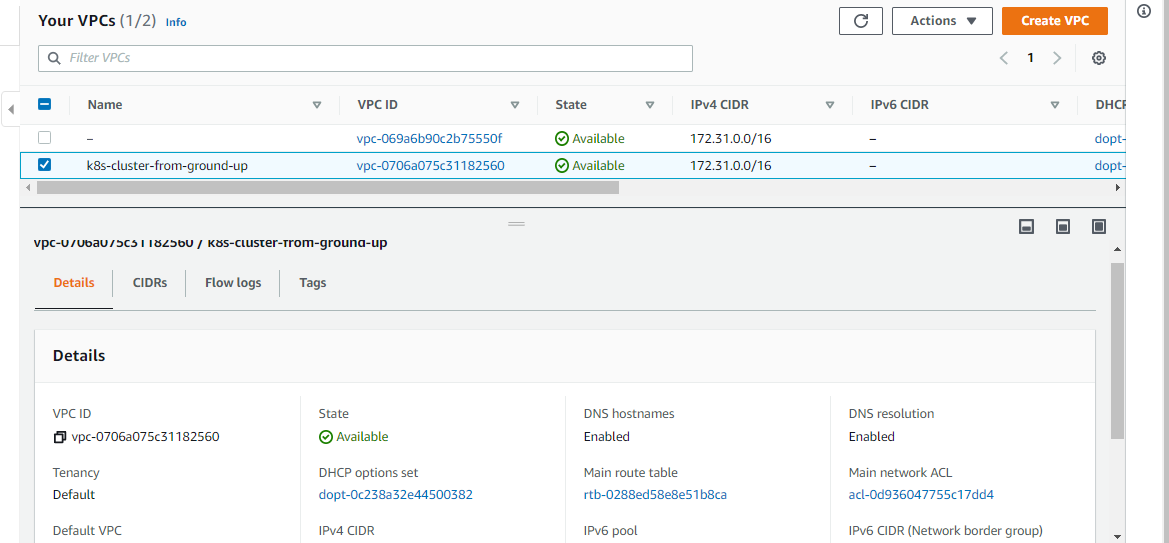 Your VPCs (1/2) Info
Actions
Create VPC
Filter VPCs
1
Name VPC ID State IPv4 CIDR IPv6 CIDR DHCP
– vpc-069a6b90c2b75550f Available 172.31.0.0/16 – dopt-
k8s-cluster-from-ground-up vpc-0706a075c31182560 Available 172.31.0.0/16 – dopt-
vpc-0706a075c31182560 / k8s-cluster-from-ground-up
Details CIDRs Flow logs Tags
Details
VPC ID State DNS hostnames DNS resolution
vpc-0706a075c31182560 Available Enabled Enabled
Tenancy DHCP options set Main route table Main network ACL
Default dopt-0c238a32e44500382 rtb-0288ed58e8e51b8ca acl-0d936047755c17dd4
Default VPC IPv4 CIDR IPv6 pool IPv6 CIDR (Network border group)